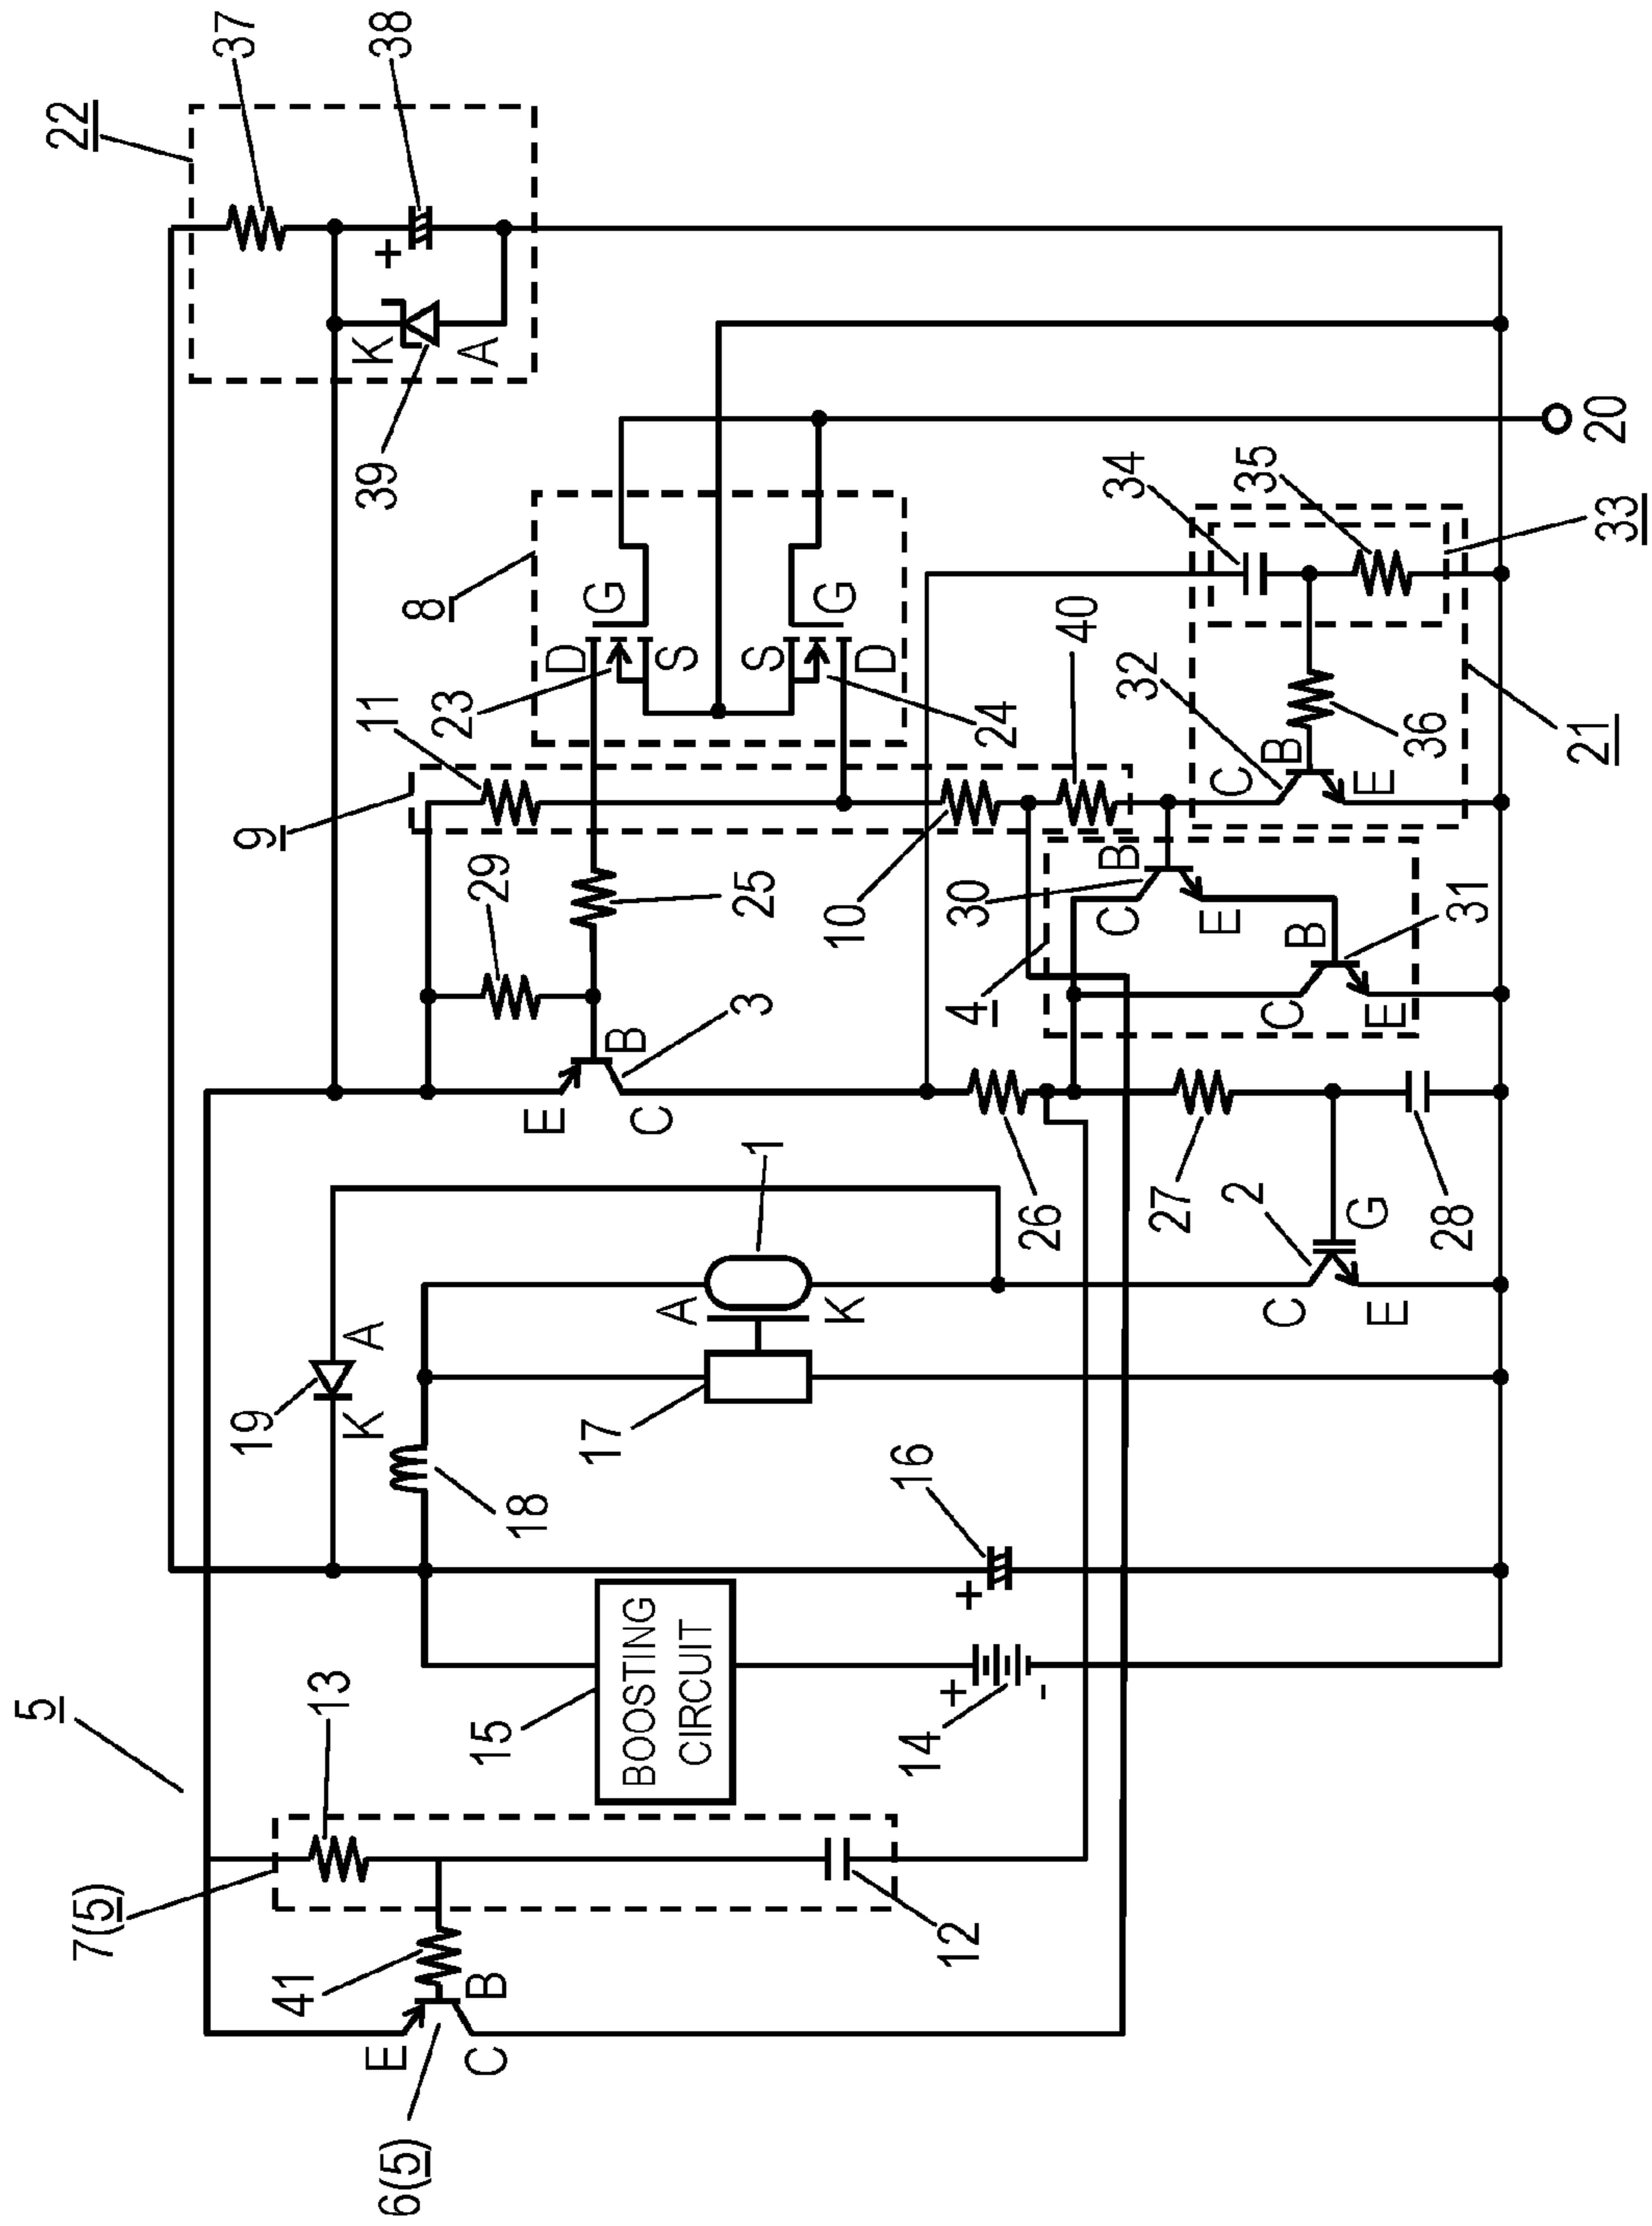 22
37
38
+
K
A
39
20
8
G
D
S
23
S
G
D
24
34
35
33
11
9
40
32
10
C
B
E
36
21
29
25
30
B
C
E
4
B
C
E
31
B
3
E
C
1
26
27
2
G
C
E
28
A
K
19
A
K
17
18
16
+
5
13
15
BOOSTING
CIRCUIT
14
+
-
7(5)
12
41
B
E
C
6(5)